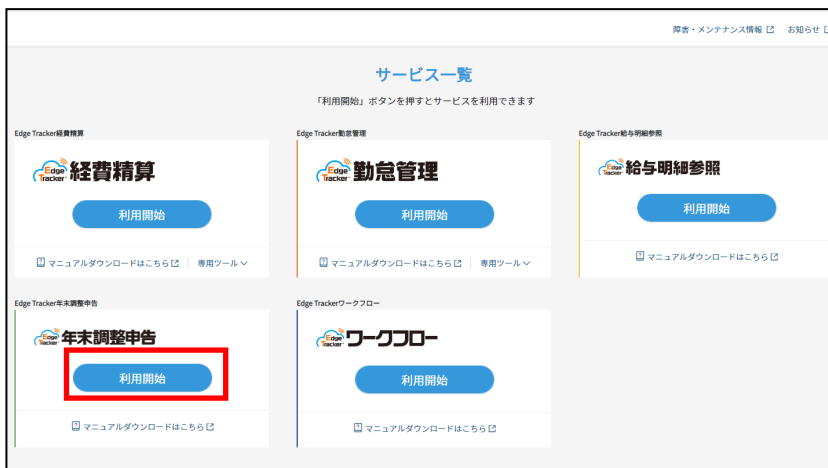 障害・メンテナンス情報 お知らせ
サービス一覧
「利用開始」ボタンを押すとサービスを利用できます
Edge Tracker経費精算
Edge Tracker 経費精算
利用開始
マニュアルダウンロードはこちら 専用ツール
Edge Tracker勤怠管理
Edge Tracker 勤怠管理
利用開始
マニュアルダウンロードはこちら 専用ツール
Edge Tracker給与明細参照
Edge Tracker 給与明細参照
利用開始
マニュアルダウンロードはこちら
Edge Tracker年末調整申告
Edge Tracker 年末調整申告
利用開始
マニュアルダウンロードはこちら
Edge Trackerワークフロー
Edge Tracker ワークフロー
利用開始
マニュアルダウンロードはこちら